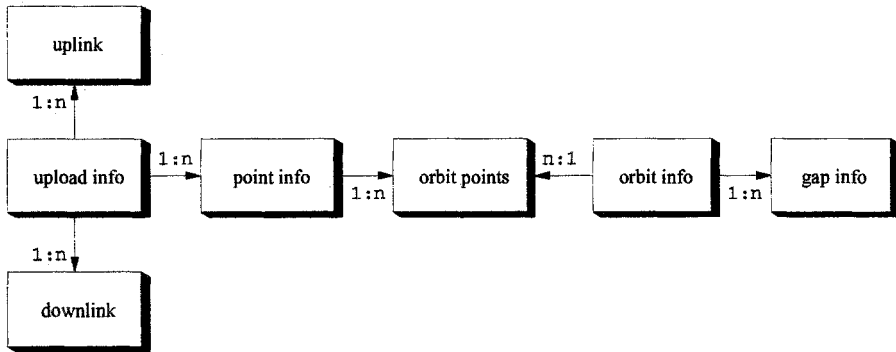 uplink
1:n
upload info
1:n
point info
1:n
orbit points
n:1
orbit info
1:n
gap info
1:n
downlink